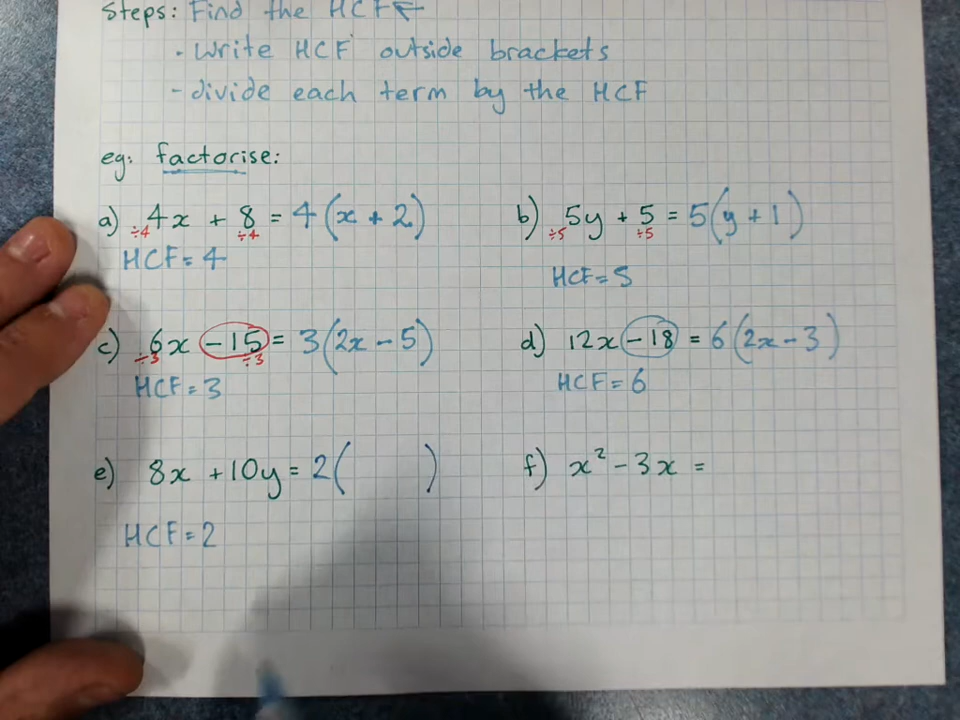 Steps: Find the HCF ←
· Write HCF outside brackets
- divide each term by the HCF
eg: factorise:
a) 4x + 8 = 4(x + 2)
÷4 ÷4
HCF = 4
b) 5y + 5 = 5(y + 1)
÷5 ÷5
HCF = 5
c) 6x - 15 = 3(2x - 5)
÷3 ÷3
HCF = 3
d) 12x - 18 = 6(2x - 3)
HCF = 6
e) 8x + 10y = 2( )
HCF = 2
f) x² - 3x =